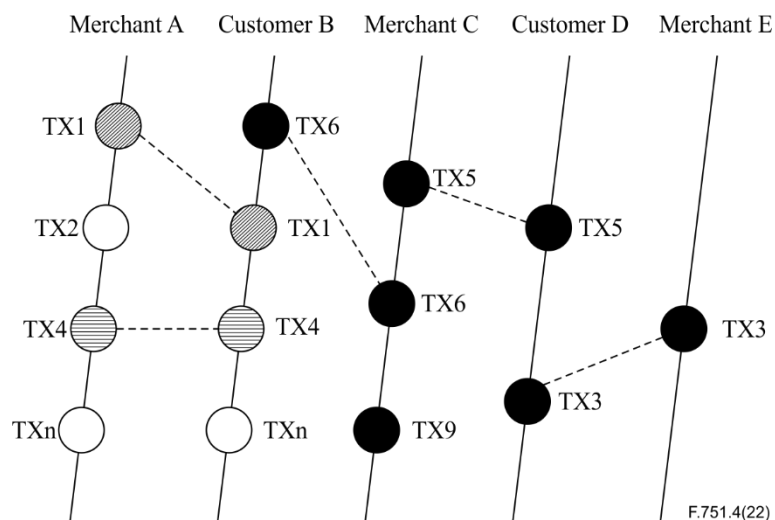 Merchant A Customer B Merchant C Customer D Merchant E
TX1 TX6
TX5
TX2 TX1 TX5
TX6
TX4 TX4 TX3
TX3
TXn TXn TX9
F.751.4(22)